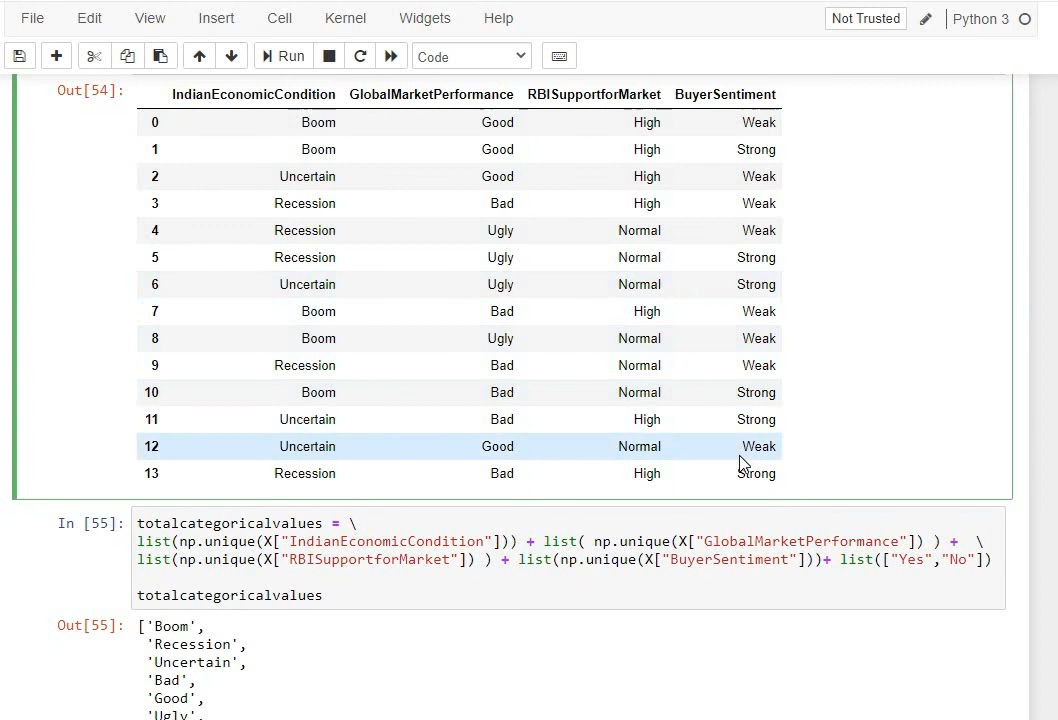 File Edit View Insert Cell Kernel Widgets Help Not Trusted Python 3
Run Code
Out[54]: IndianEconomicCondition GlobalMarketPerformance RBISupportforMarket BuyerSentiment
0 Boom Good High Weak
1 Boom Good High Strong
2 Uncertain Good High Weak
3 Recession Bad High Weak
4 Recession Ugly Normal Weak
5 Recession Ugly Normal Strong
6 Uncertain Ugly Normal Strong
7 Boom Bad High Weak
8 Boom Ugly Normal Weak
9 Recession Bad Normal Weak
10 Boom Bad Normal Strong
11 Uncertain Bad High Strong
12 Uncertain Good Normal Weak
13 Recession Bad High Strong
In [55]: totalcategoricalvalues = \
list(np.unique(X["IndianEconomicCondition"])) + list( np.unique(X["GlobalMarketPerformance"]) ) + \
list(np.unique(X["RBISupportforMarket"]) ) + list(np.unique(X["BuyerSentiment"]))+ list(["Yes","No"])
totalcategoricalvalues
Out[55]: ['Boom',
'Recession',
'Uncertain',
'Bad',
'Good',
'Ugly',